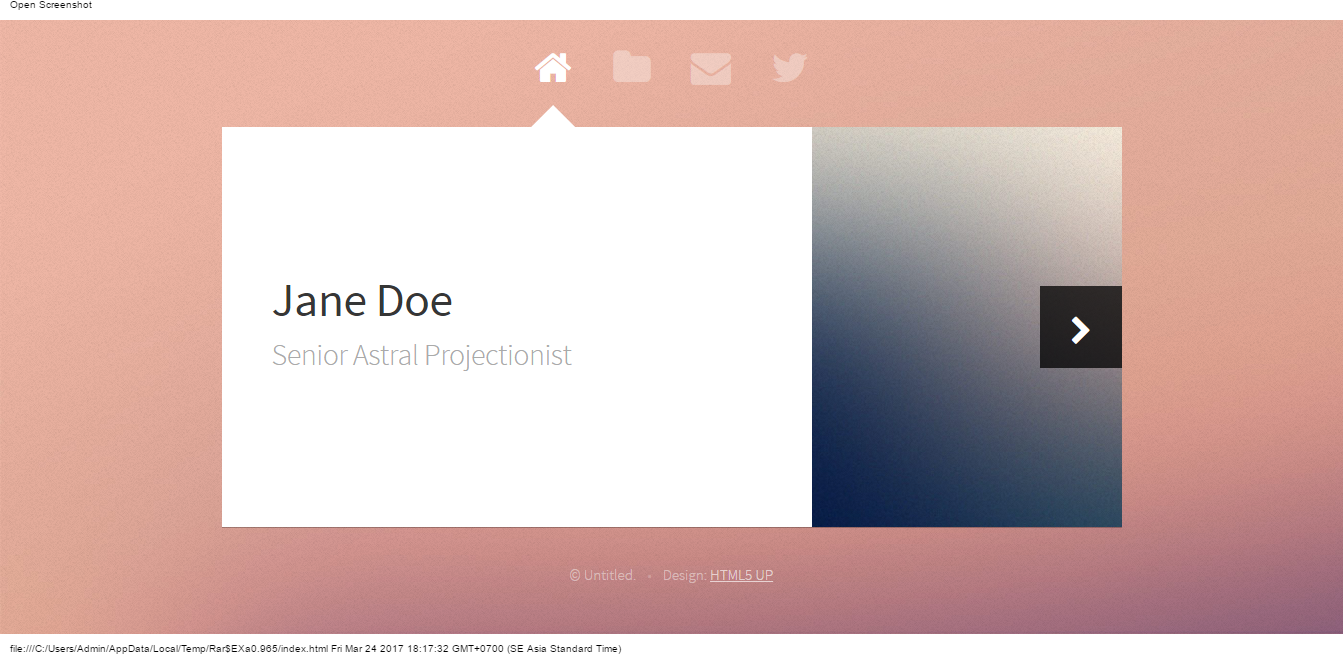 Open Screenshot
Jane Doe
Senior Astral Projectionist
© Untitled. • Design: HTML5 UP
file:///C:/Users/Admin/AppData/Local/Temp/Rar$EXa0.965/index.html Fri Mar 24 2017 18:17:32 GMT+0700 (SE Asia Standard Time)